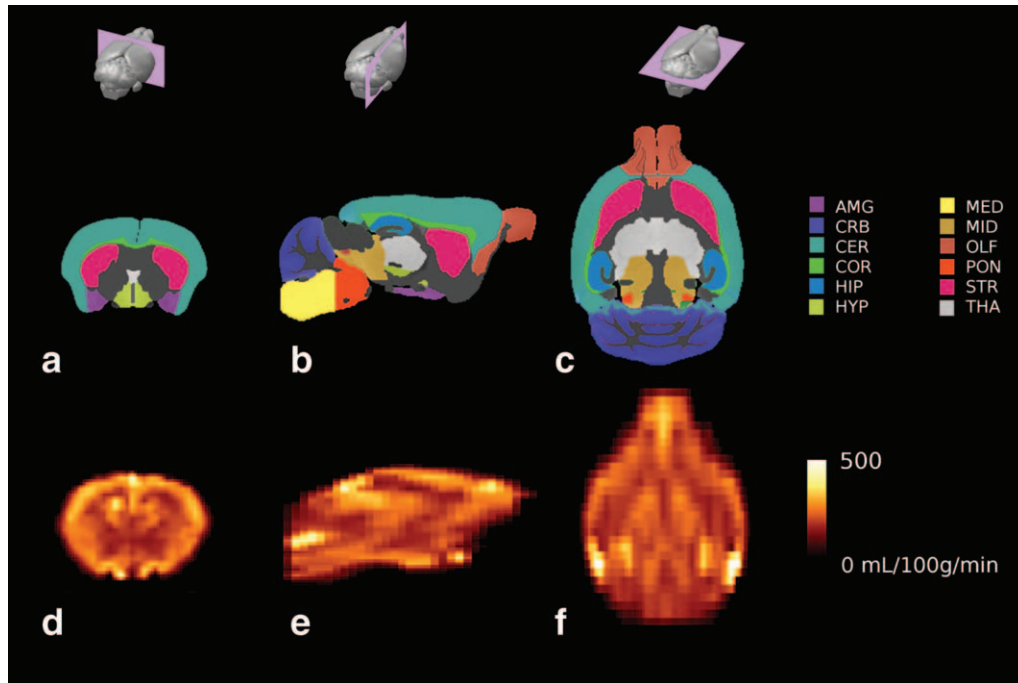 AMG MED
CRB MID
CER OLF
COR PON
HIP STR
HYP THA
a b c
500
0 mL/100g/min
d e f